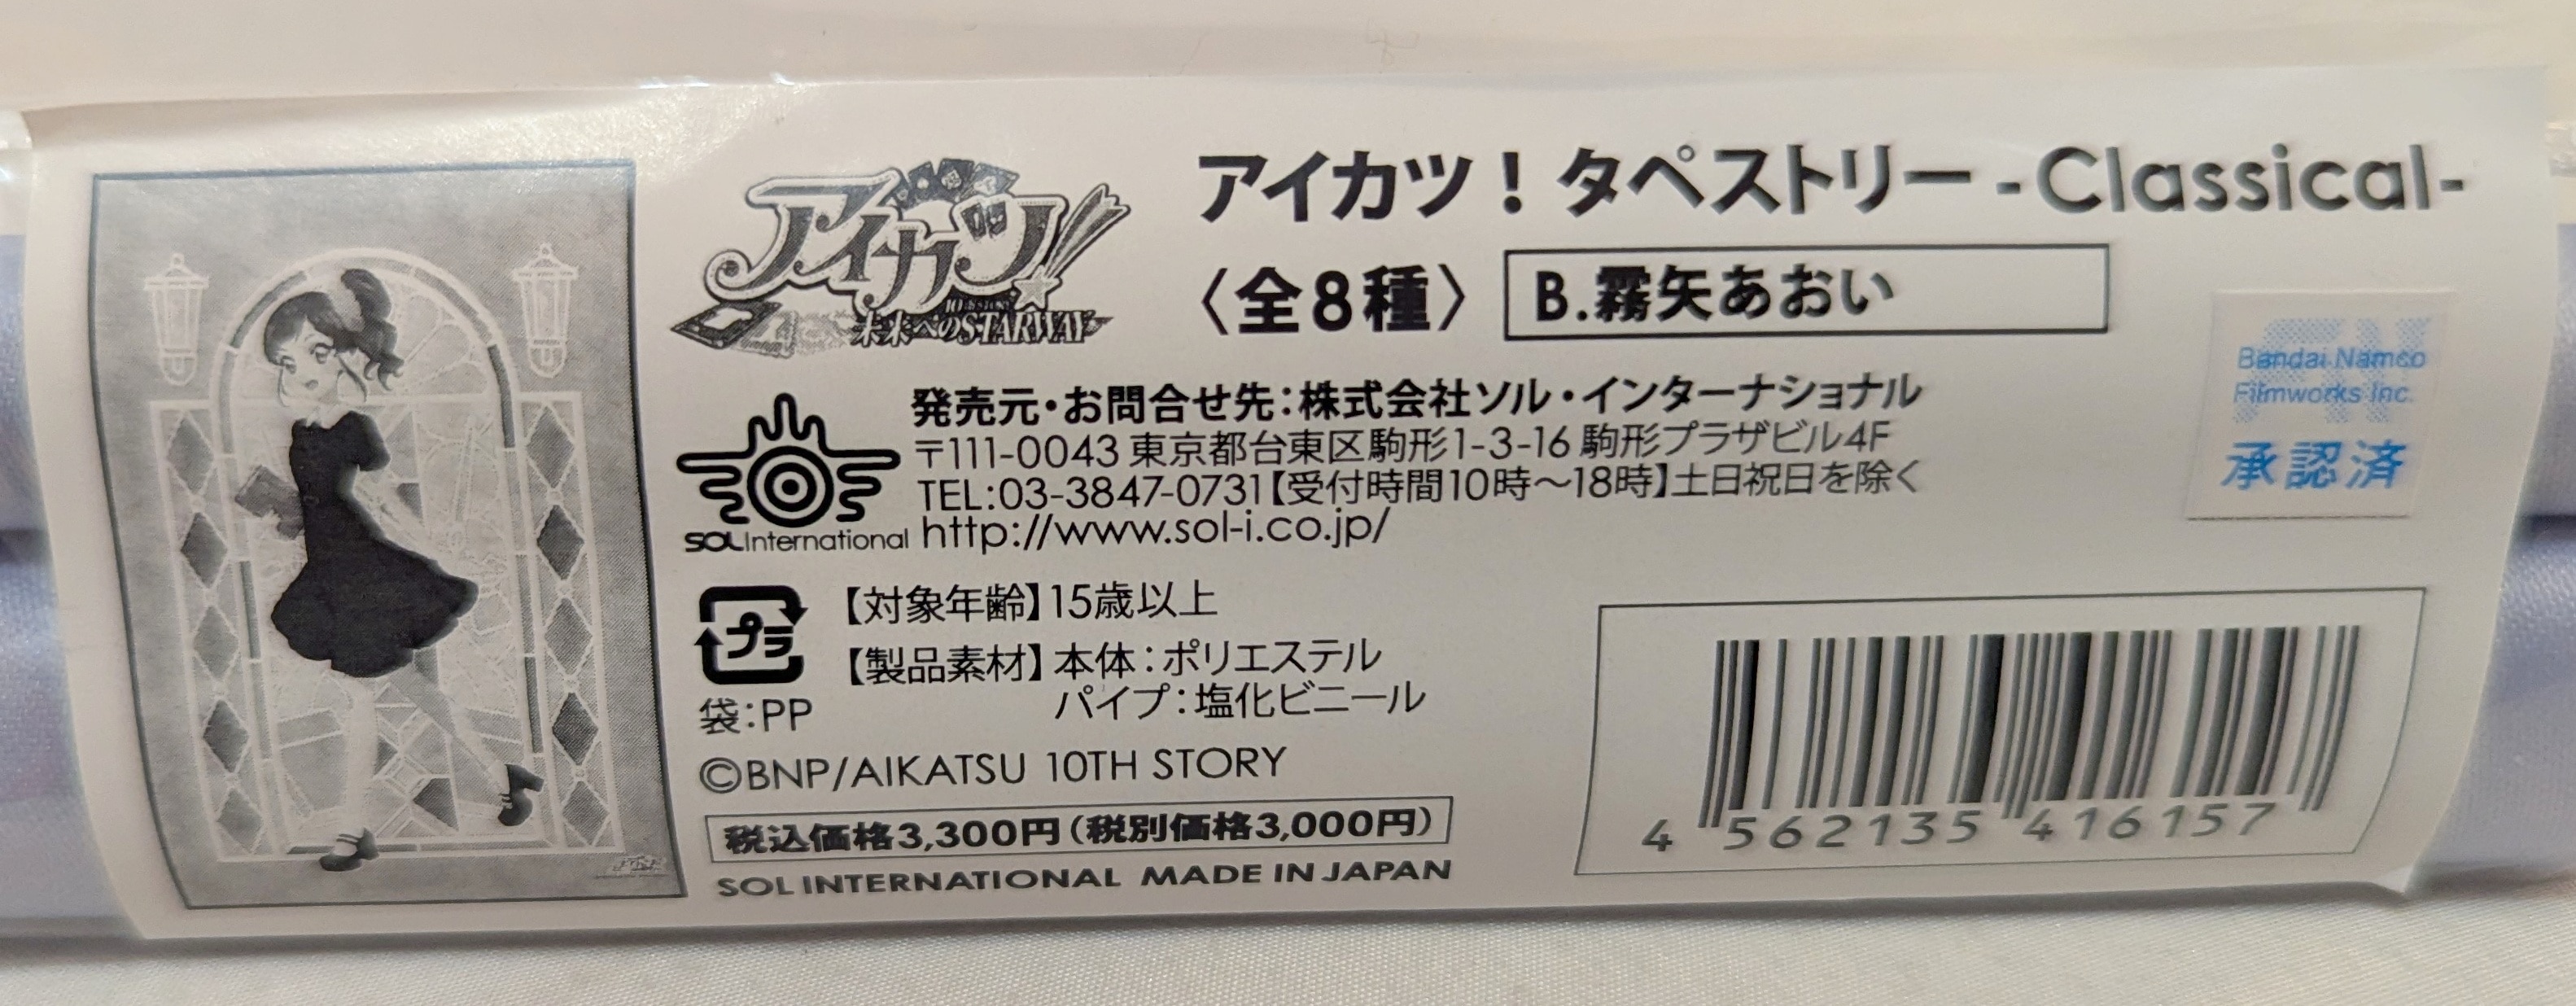 アイカツ!
10th STORY
未来へのSTARWAY
アイカツ！タペストリー -Classical-
〈全8種〉 B.霧矢あおい
発売元・お問合せ先：株式会社ソル・インターナショナル
〒111-0043 東京都台東区駒形1-3-16 駒形プラザビル4F
TEL:03-3847-0731【受付時間10時～18時】土日祝日を除く
http://www.sol-i.co.jp/
SOL International
Bandai Namco
Filmworks Inc.
承認済
プラ
袋：PP
【対象年齢】15歳以上
【製品素材】本体：ポリエステル
パイプ：塩化ビニール
©BNP/AIKATSU 10TH STORY
税込価格3,300円（税別価格3,000円）
SOL INTERNATIONAL MADE IN JAPAN
4 562135 416157